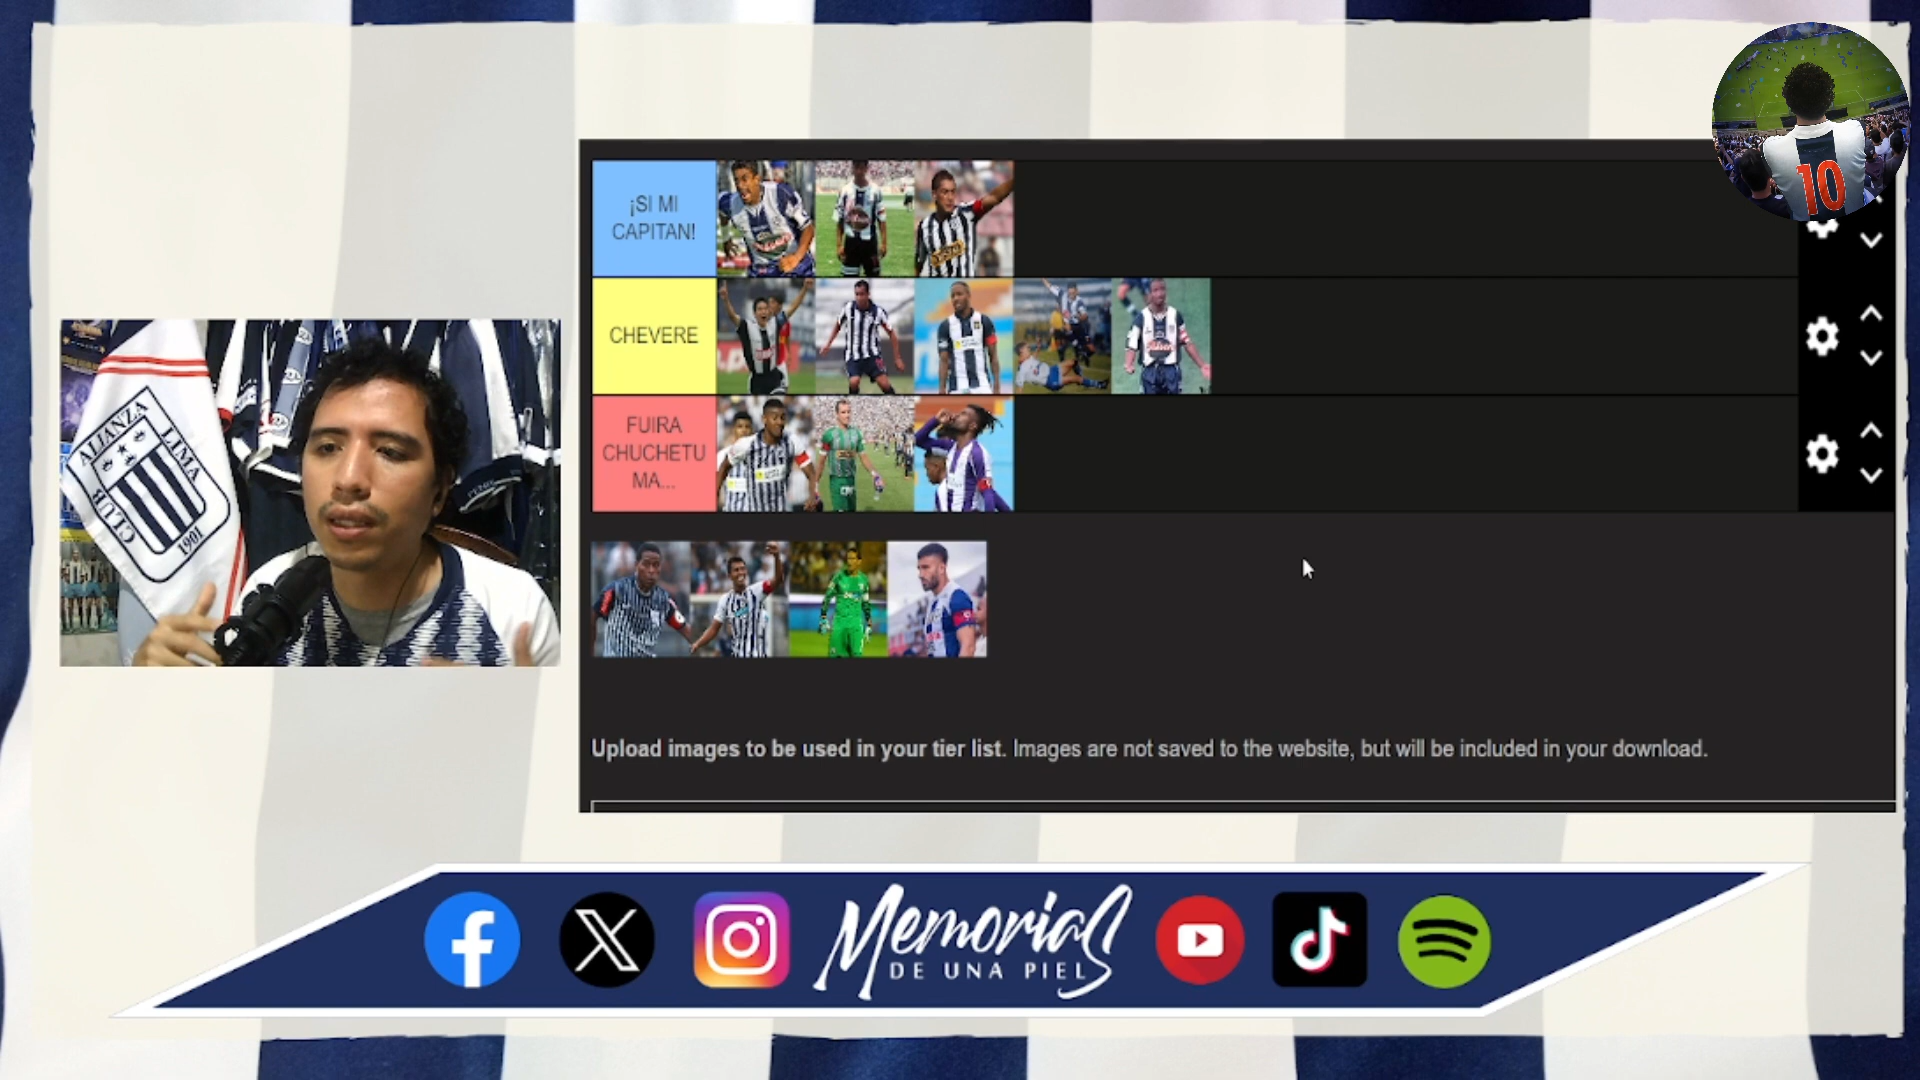 ¡SI MI
CAPITAN!
CHEVERE
FUIRA
CHUCHETU
MA...
10
CLUB ALIANZA LIMA
1901
Upload images to be used in your tier list. Images are not saved to the website, but will be included in your download.
MemoriaS
DE UNA PIEL